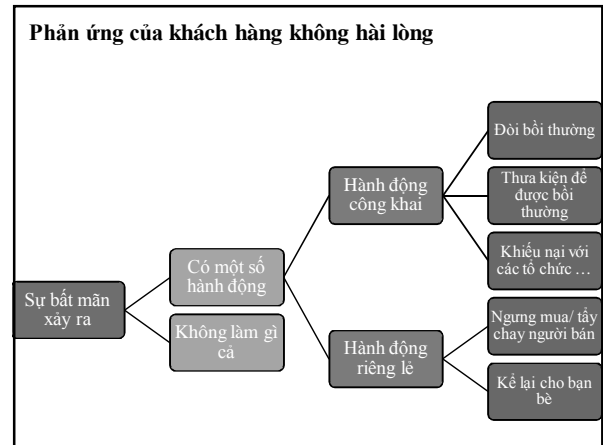 Phản ứng của khách hàng không hài lòng
Sự bất mãn
xảy ra
Có một số
hành động
Không làm gì
cả
Hành động
công khai
Hành động
riêng lẻ
Đòi bồi thường
Thưa kiện để
được bồi
thường
Khiếu nại với
các tổ chức …
Ngưng mua/ tẩy
chay người bán
Kể lại cho bạn
bè